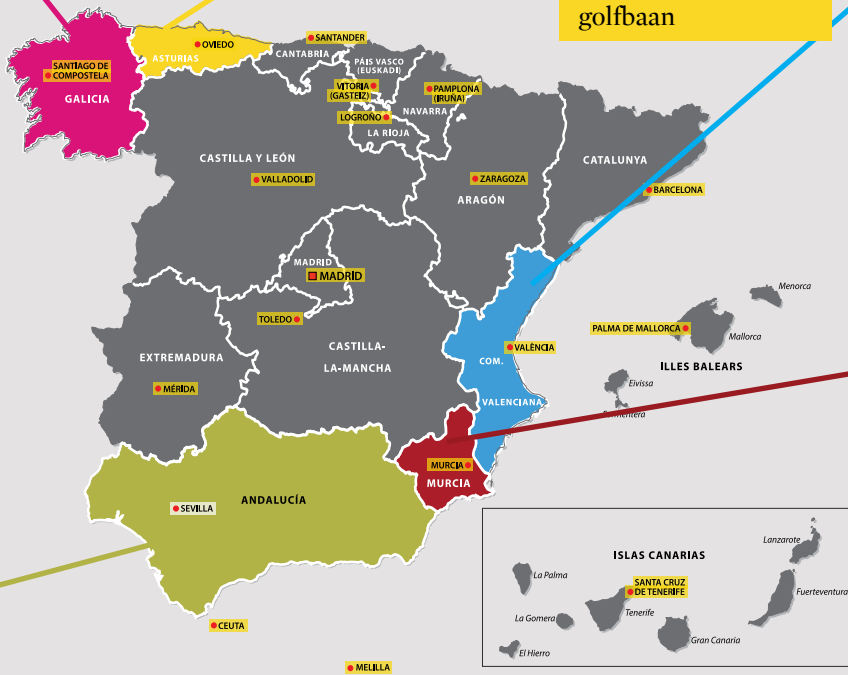 golfbaan
SANTANDER
OVIEDO
ASTURIAS
CANTABRIA
PÁIS VASCO
(EUSKADI)
SANTIAGO DE
COMPOSTELA
GALICIA
VITORIA
(GASTEIZ)
PAMPLONA
(IRUÑA)
NAVARRA
LOGROÑO
LA RIOJA
CASTILLA Y LEÓN
VALLADOLID
ZARAGOZA
ARAGÓN
CATALUNYA
BARCELONA
MADRID
MADRID
TOLEDO
CASTILLA-
LA-MANCHA
EXTREMADURA
MÉRIDA
COM.
VALENCIANA
VALÈNCIA
Menorca
PALMA DE MALLORCA
Mallorca
ILLES BALEARS
Eivissa
MURCIA
MURCIA
ANDALUCÍA
SEVILLA
CEUTA
MELILLA
ISLAS CANARIAS
Lanzarote
La Palma
SANTA CRUZ
DE TENERIFE
Fuerteventura
Tenerife
La Gomera
Gran Canaria
El Hierro